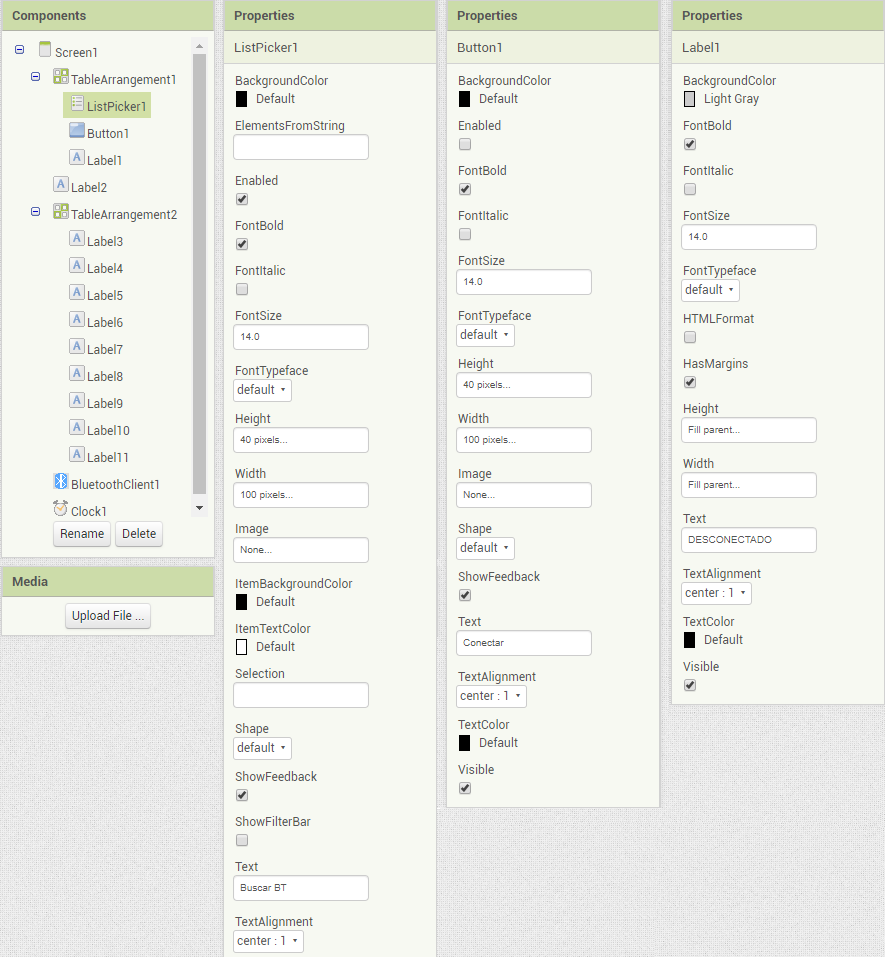 Components
Screen1
TableArrangement1
ListPicker1
Button1
Label1
Label2
TableArrangement2
Label3
Label4
Label5
Label6
Label7
Label8
Label9
Label10
Label11
BluetoothClient1
Clock1
Rename
Delete
Media
Upload File ...
Properties
ListPicker1
BackgroundColor
Default
ElementsFromString
Enabled
FontBold
FontItalic
FontSize
14.0
FontTypeface
default
Height
40 pixels...
Width
100 pixels...
Image
None...
ItemBackgroundColor
Default
ItemTextColor
Default
Selection
Shape
default
ShowFeedback
ShowFilterBar
Text
Buscar BT
TextAlignment
center : 1
Properties
Button1
BackgroundColor
Default
Enabled
FontBold
FontItalic
FontSize
14.0
FontTypeface
default
Height
40 pixels...
Width
100 pixels...
Image
None...
Shape
default
ShowFeedback
Text
Conectar
TextAlignment
center : 1
TextColor
Default
Visible
Properties
Label1
BackgroundColor
Light Gray
FontBold
FontItalic
FontSize
14.0
FontTypeface
default
HTMLFormat
HasMargins
Height
Fill parent...
Width
Fill parent...
Text
DESCONECTADO
TextAlignment
center : 1
TextColor
Default
Visible